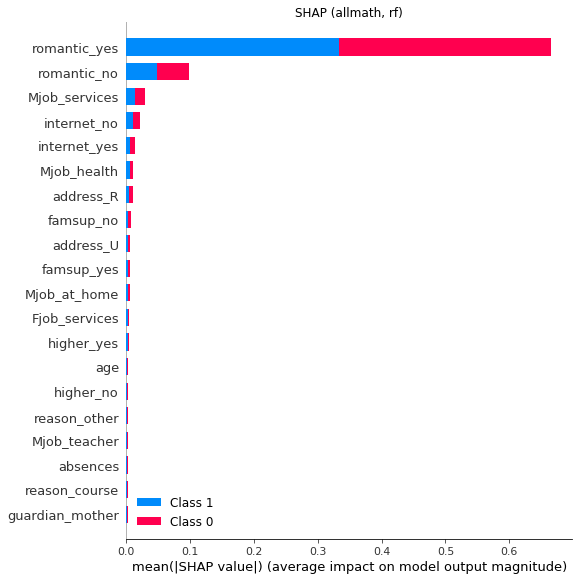 SHAP (allmath, rf)
romantic_yes
romantic_no
Mjob_services
internet_no
internet_yes
Mjob_health
address_R
famsup_no
address_U
famsup_yes
Mjob_at_home
Fjob_services
higher_yes
age
higher_no
reason_other
Mjob_teacher
absences
reason_course
guardian_mother
Class 1
Class 0
0.0 0.1 0.2 0.3 0.4 0.5 0.6
mean(|SHAP value|) (average impact on model output magnitude)